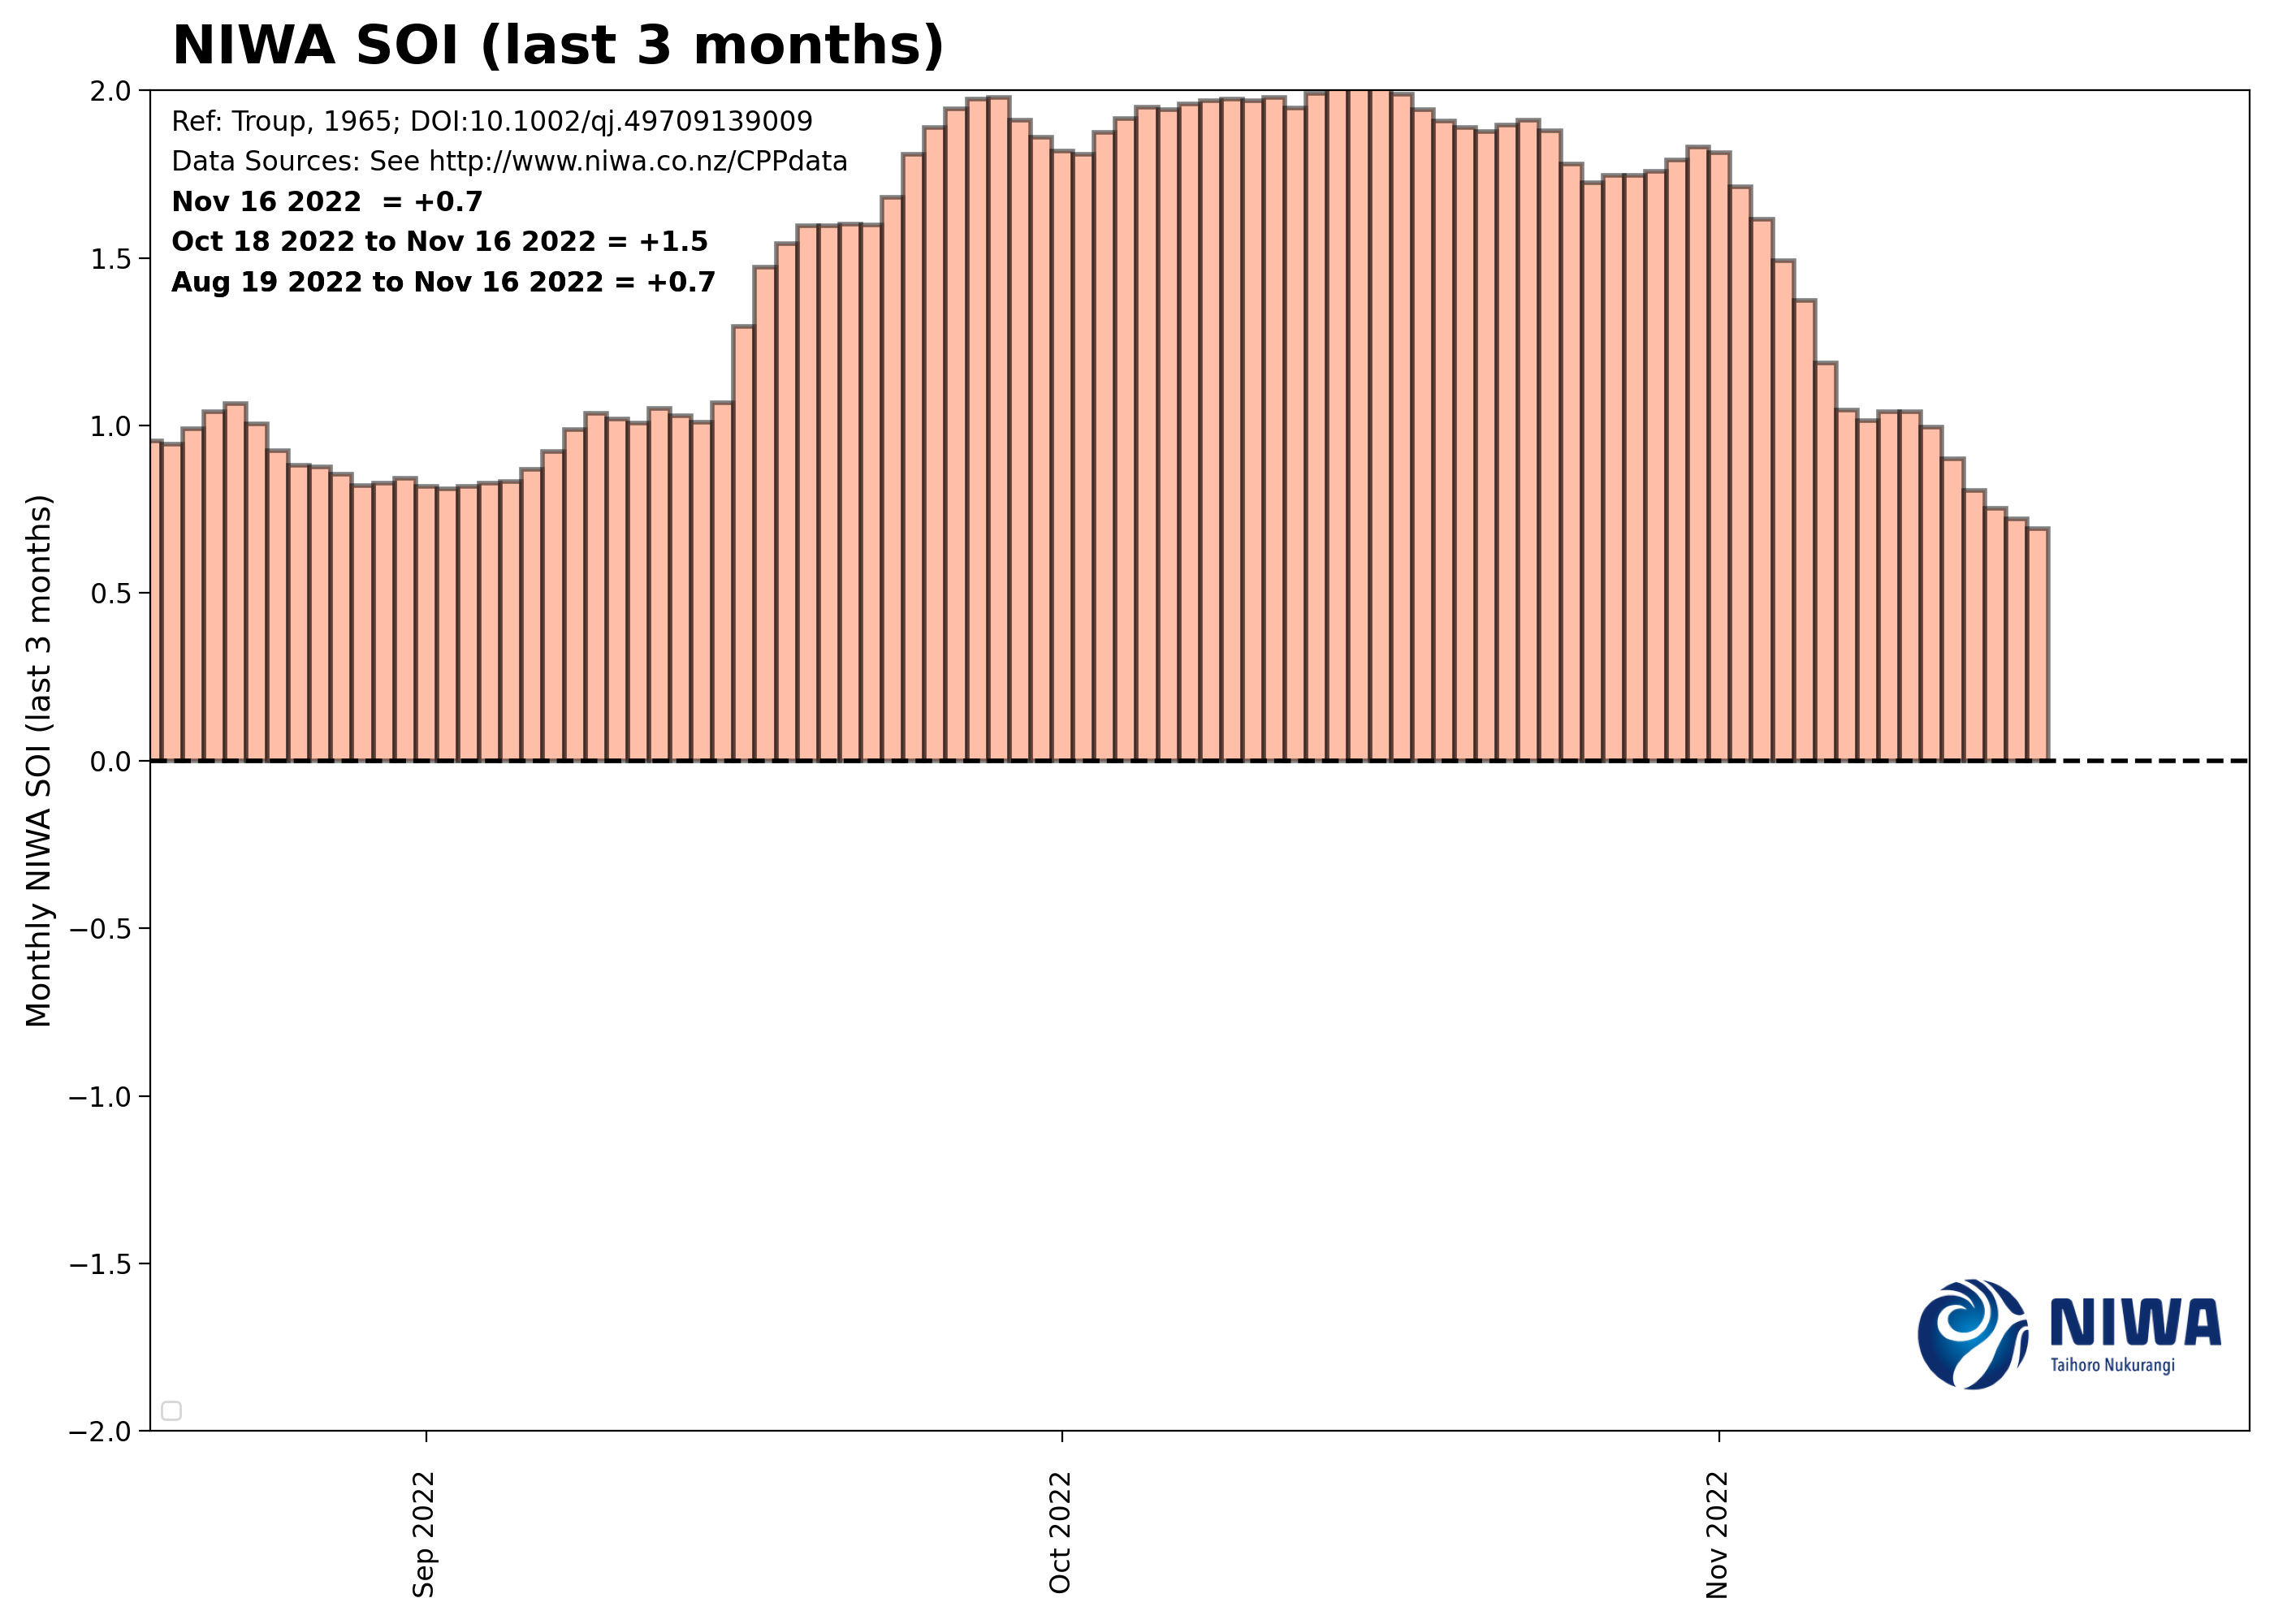 NIWA SOI (last 3 months)
2.0
Ref: Troup, 1965; DOI:10.1002/qj.49709139009
Data Sources: See http://www.niwa.co.nz/CPPdata
Nov 16 2022  = +0.7
Oct 18 2022 to Nov 16 2022 = +1.5
Aug 19 2022 to Nov 16 2022 = +0.7
1.5
1.0
0.5
0.0
−0.5
−1.0
−1.5
−2.0
Monthly NIWA SOI (last 3 months)
NIWA
Taihoro Nukurangi
Sep 2022
Oct 2022
Nov 2022